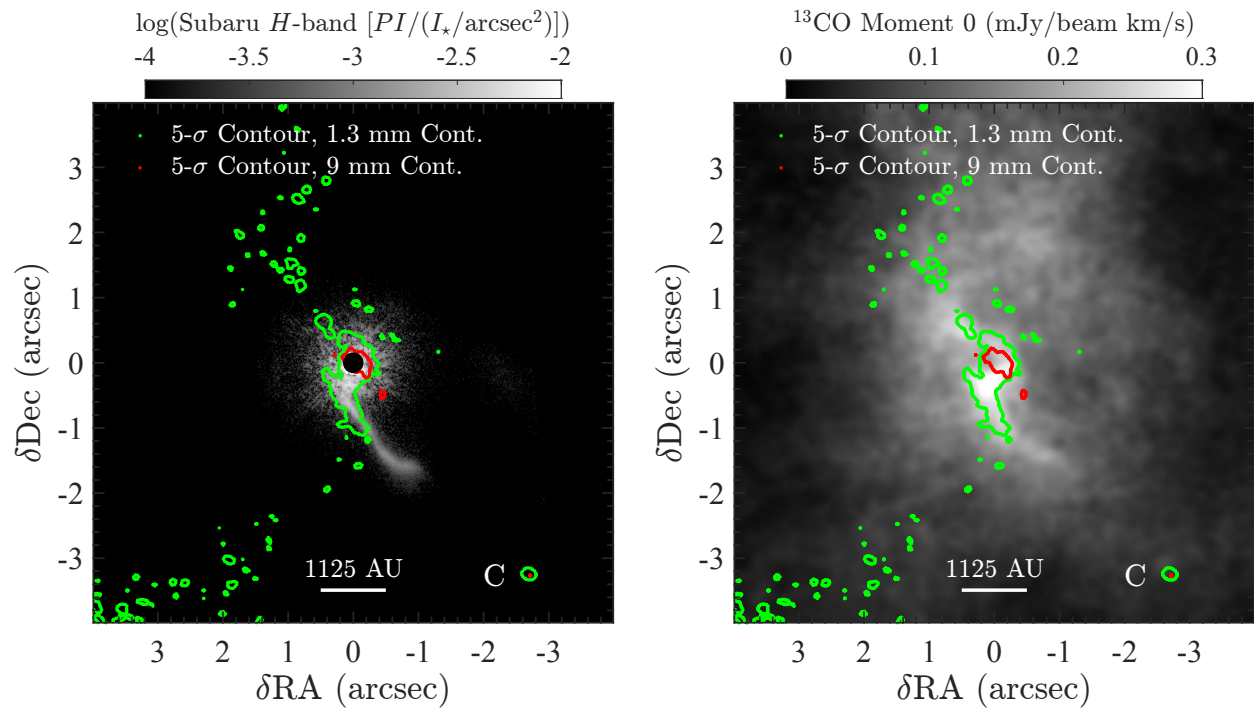 log(Subaru H-band [PI/(I⋆/arcsec²)])
-4 -3.5 -3 -2.5 -2
5-σ Contour, 1.3 mm Cont.
5-σ Contour, 9 mm Cont.
3
2
1
0
-1
-2
-3
δDec (arcsec)
1125 AU
C
3 2 1 0 -1 -2 -3
δRA (arcsec)
¹³CO Moment 0 (mJy/beam km/s)
0 0.1 0.2 0.3
5-σ Contour, 1.3 mm Cont.
5-σ Contour, 9 mm Cont.
3
2
1
0
-1
-2
-3
δDec (arcsec)
1125 AU
C
4 3 2 1 0 -1 -2 -3
δRA (arcsec)